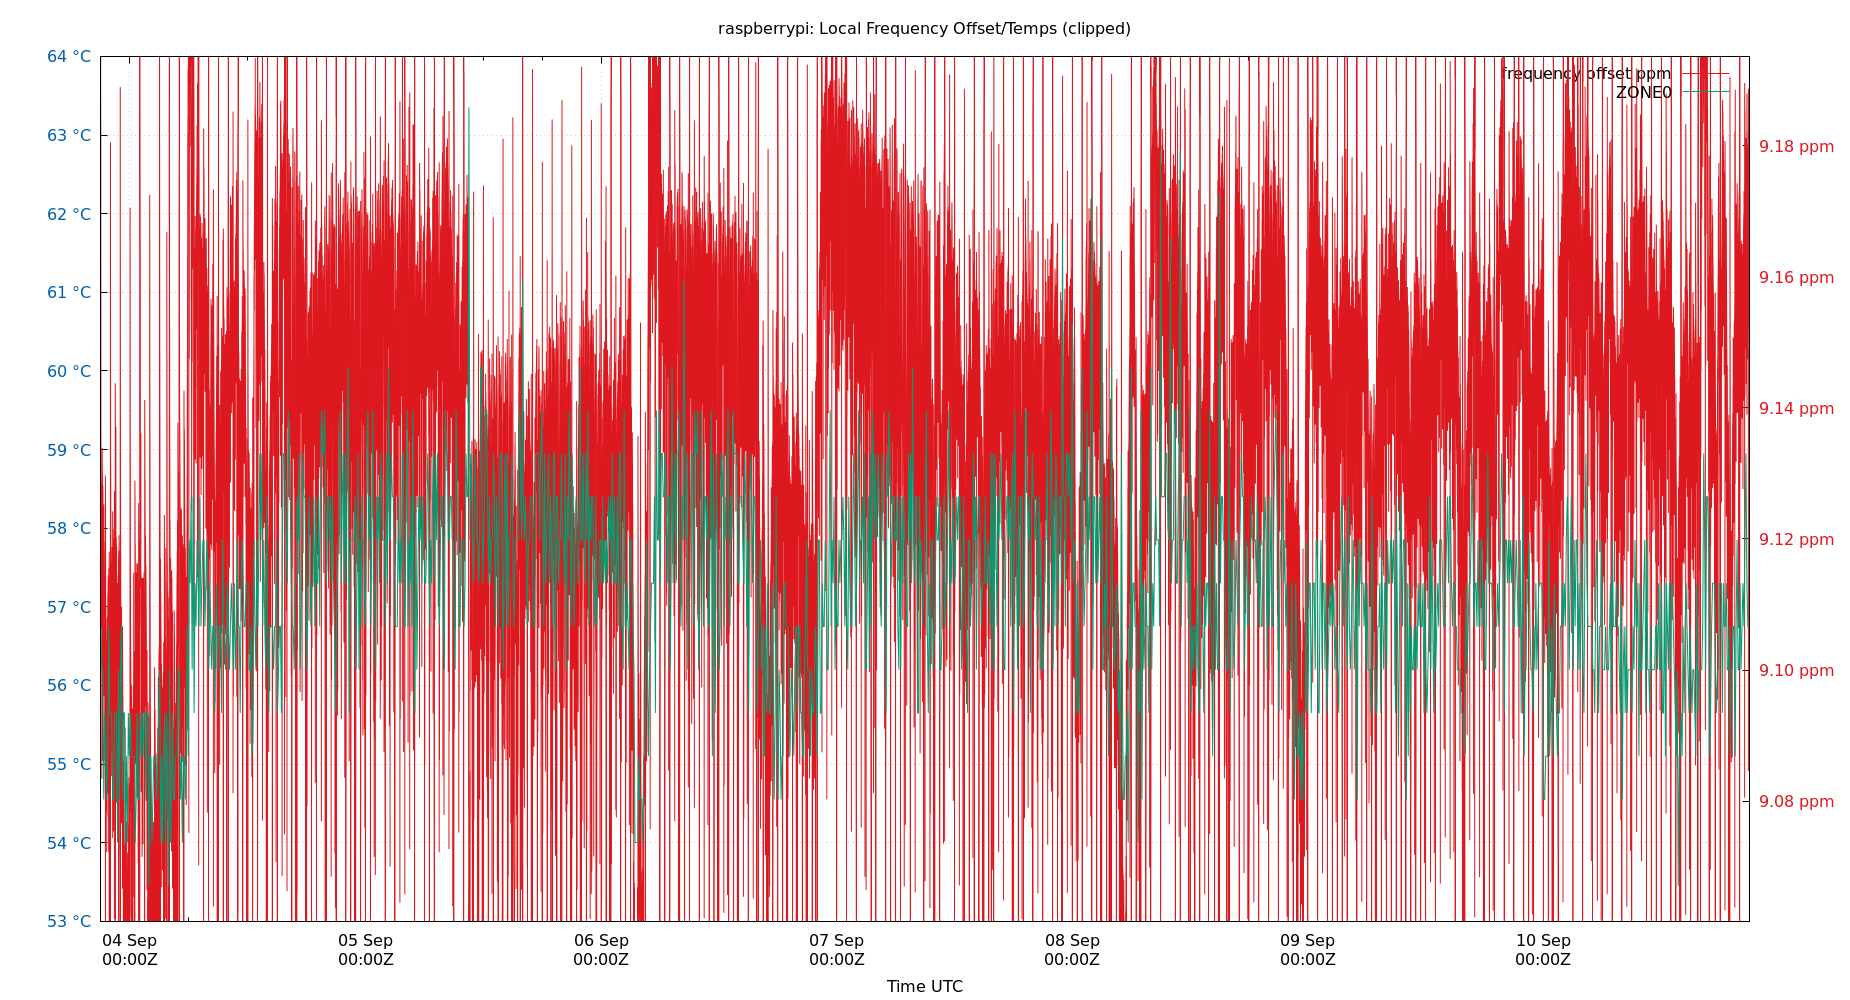 raspberrypi: Local Frequency Offset/Temps (clipped)
64 °C
63 °C
62 °C
61 °C
60 °C
59 °C
58 °C
57 °C
56 °C
55 °C
54 °C
53 °C
frequency offset ppm
ZONE0
9.18 ppm
9.16 ppm
9.14 ppm
9.12 ppm
9.10 ppm
9.08 ppm
04 Sep
00:00Z
05 Sep
00:00Z
06 Sep
00:00Z
07 Sep
00:00Z
08 Sep
00:00Z
09 Sep
00:00Z
10 Sep
00:00Z
Time UTC